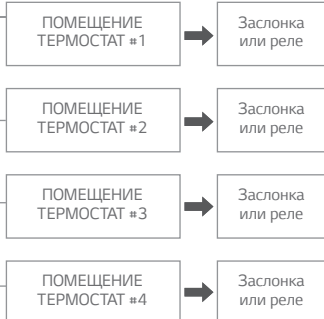 ПОМЕЩЕНИЕ
ТЕРМОСТАТ #1
Заслонка
или реле
ПОМЕЩЕНИЕ
ТЕРМОСТАТ #2
Заслонка
или реле
ПОМЕЩЕНИЕ
ТЕРМОСТАТ #3
Заслонка
или реле
ПОМЕЩЕНИЕ
ТЕРМОСТАТ #4
Заслонка
или реле